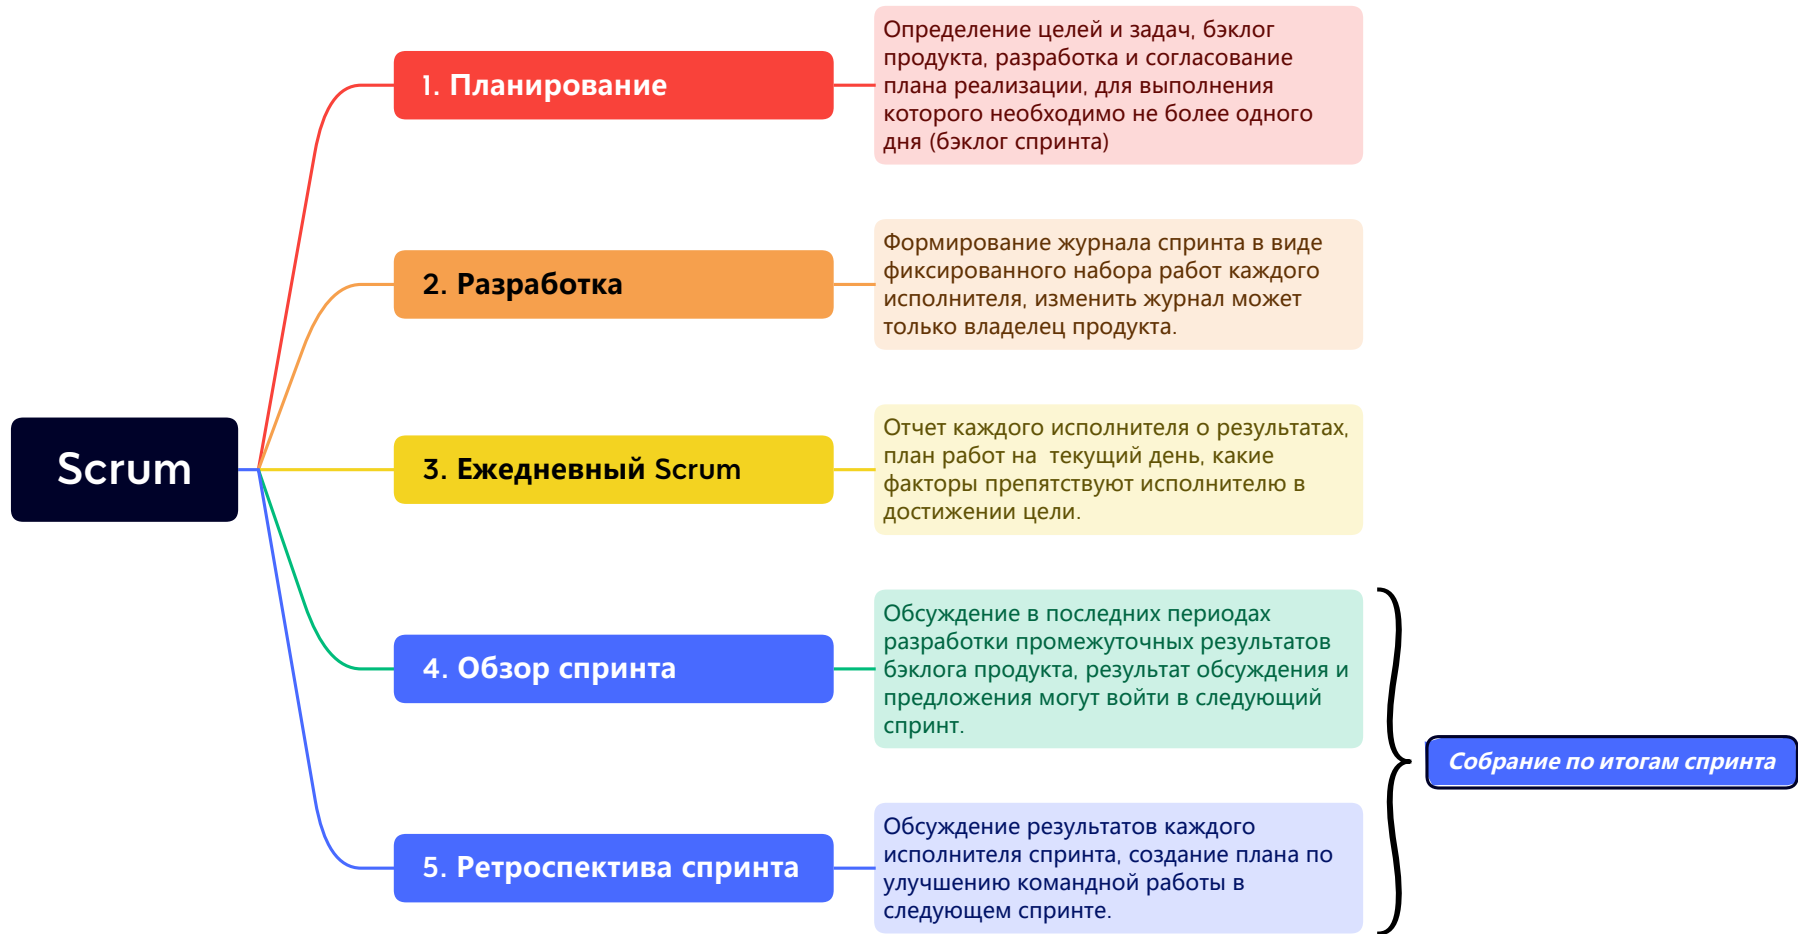 Scrum
1. Планирование
Определение целей и задач, бэклог
продукта, разработка и согласование
плана реализации, для выполнения
которого необходимо не более одного
дня (бэклог спринта)
2. Разработка
Формирование журнала спринта в виде
фиксированного набора работ каждого
исполнителя, изменить журнал может
только владелец продукта.
3. Ежедневный Scrum
Отчет каждого исполнителя о результатах,
план работ на  текущий день, какие
факторы препятствуют исполнителю в
достижении цели.
4. Обзор спринта
Обсуждение в последних периодах
разработки промежуточных результатов
бэклога продукта, результат обсуждения и
предложения могут войти в следующий
спринт.
5. Ретроспектива спринта
Обсуждение результатов каждого
исполнителя спринта, создание плана по
улучшению командной работы в
следующем спринте.
Собрание по итогам спринта